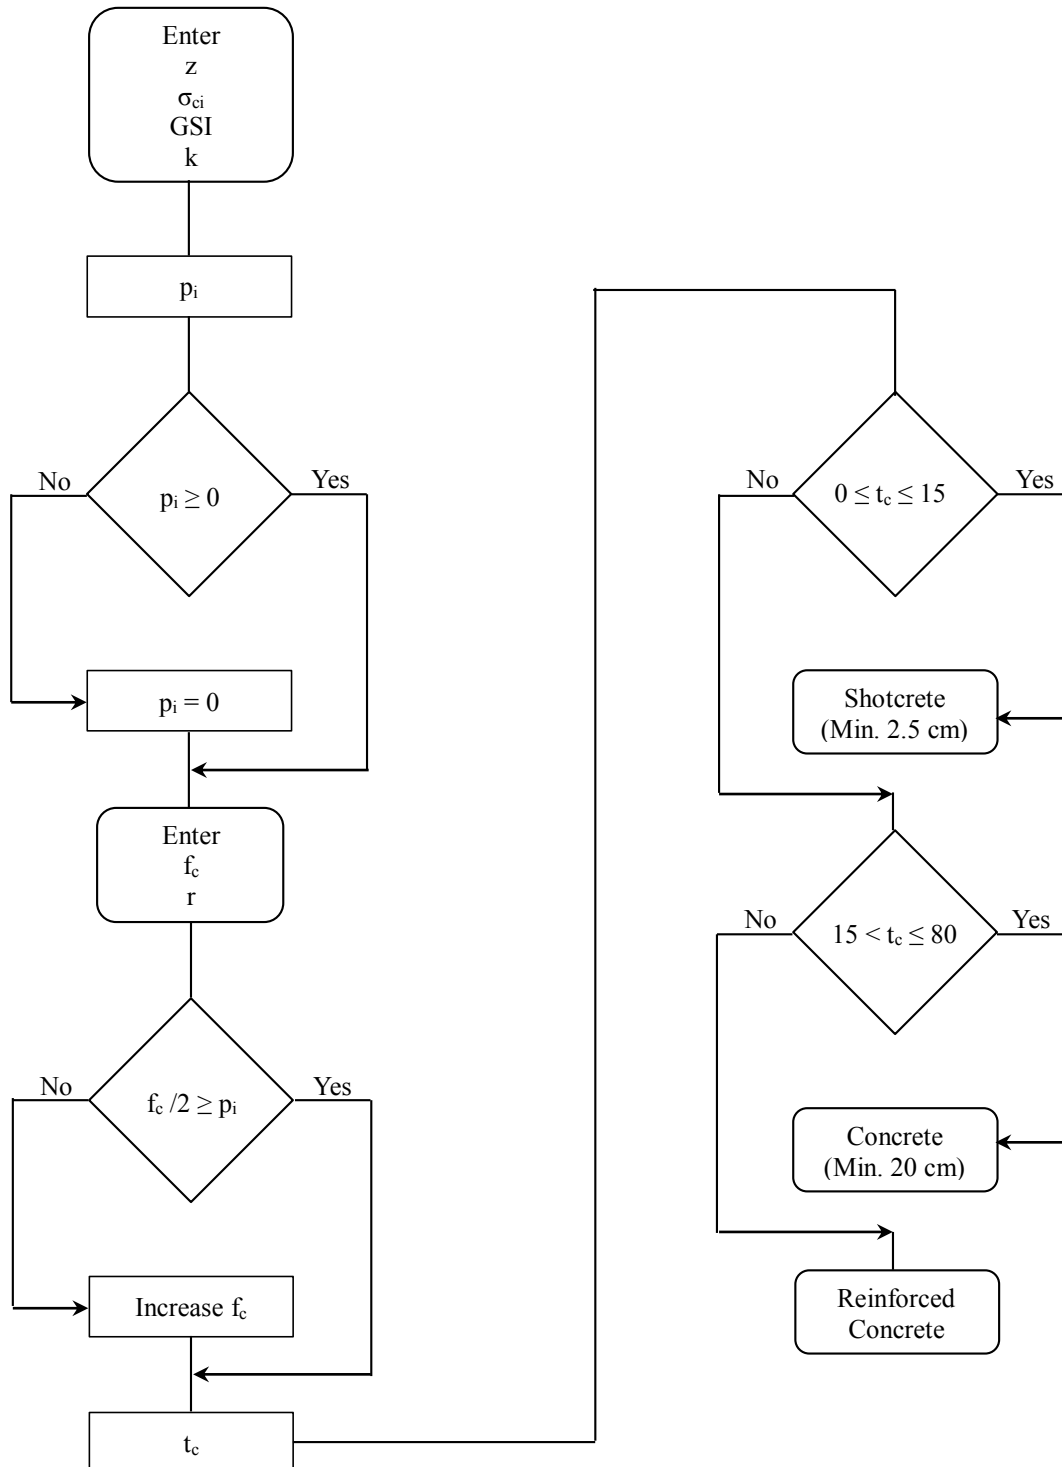 Enter
z
σci
GSI
k
pi
No
Yes
pi ≥ 0
pi = 0
Enter
fc
r
No
Yes
fc /2 ≥ pi
Increase fc
tc
No
Yes
0 ≤ tc ≤ 15
Shotcrete
(Min. 2.5 cm)
No
Yes
15 < tc ≤ 80
Concrete
(Min. 20 cm)
Reinforced
Concrete